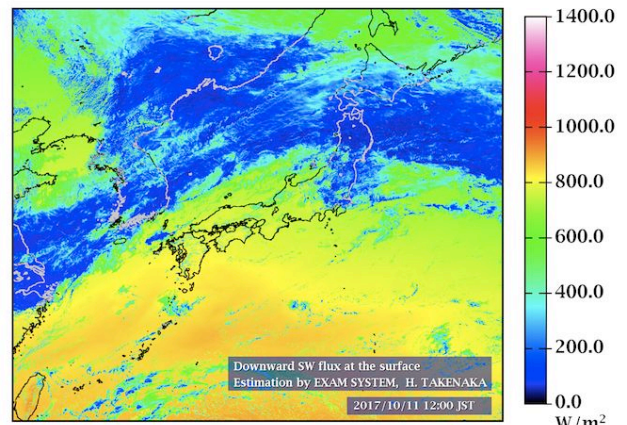 1400.0
1200.0
1000.0
800.0
600.0
400.0
200.0
0.0
W/m²
Downward SW flux at the surface
Estimation by EXAM SYSTEM, H. TAKENAKA
2017/10/11 12:00 JST